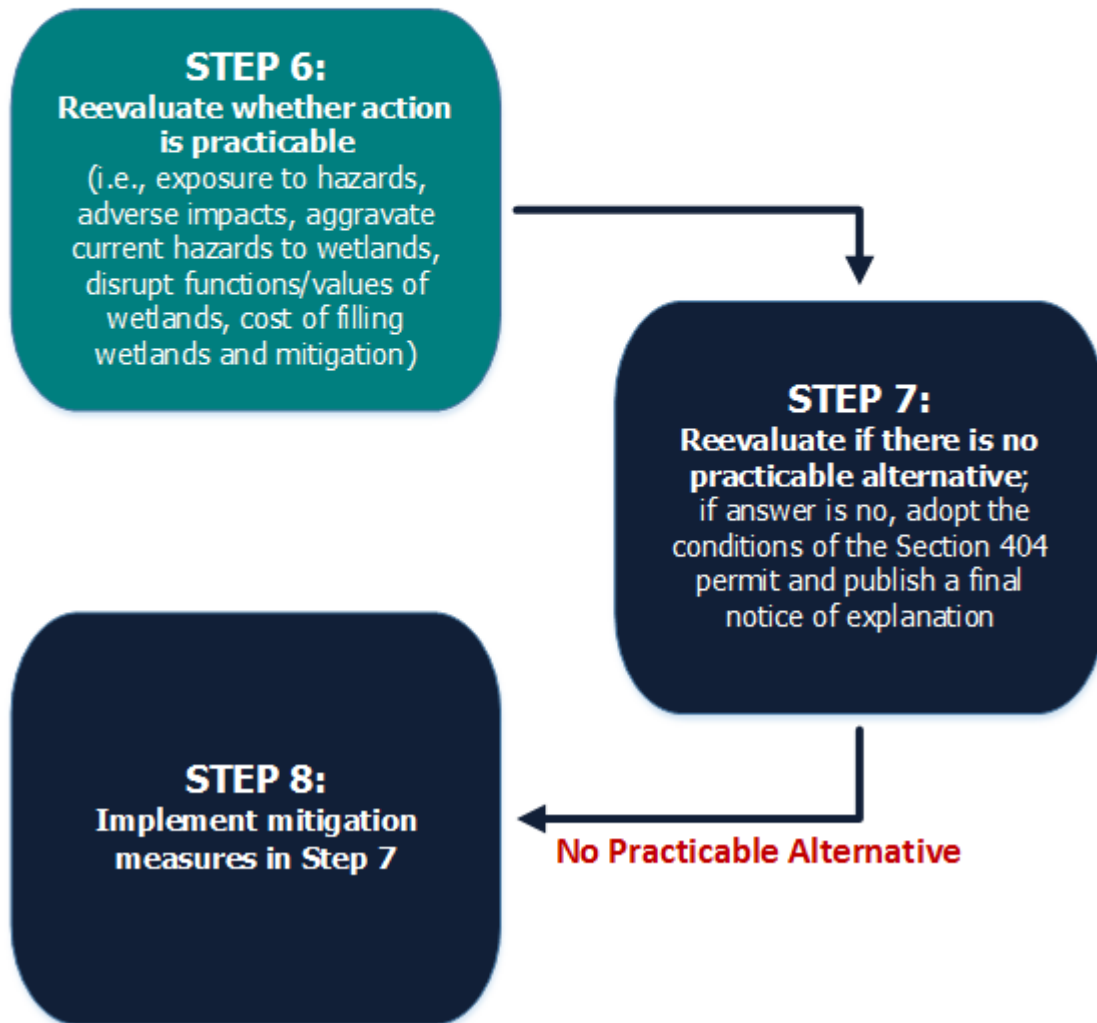 STEP 6:
Reevaluate whether action
is practicable
(i.e., exposure to hazards,
adverse impacts, aggravate
current hazards to wetlands,
disrupt functions/values of
wetlands, cost of filling
wetlands and mitigation)
STEP 7:
Reevaluate if there is no
practicable alternative;
if answer is no, adopt the
conditions of the Section 404
permit and publish a final
notice of explanation
STEP 8:
Implement mitigation
measures in Step 7
No Practicable Alternative